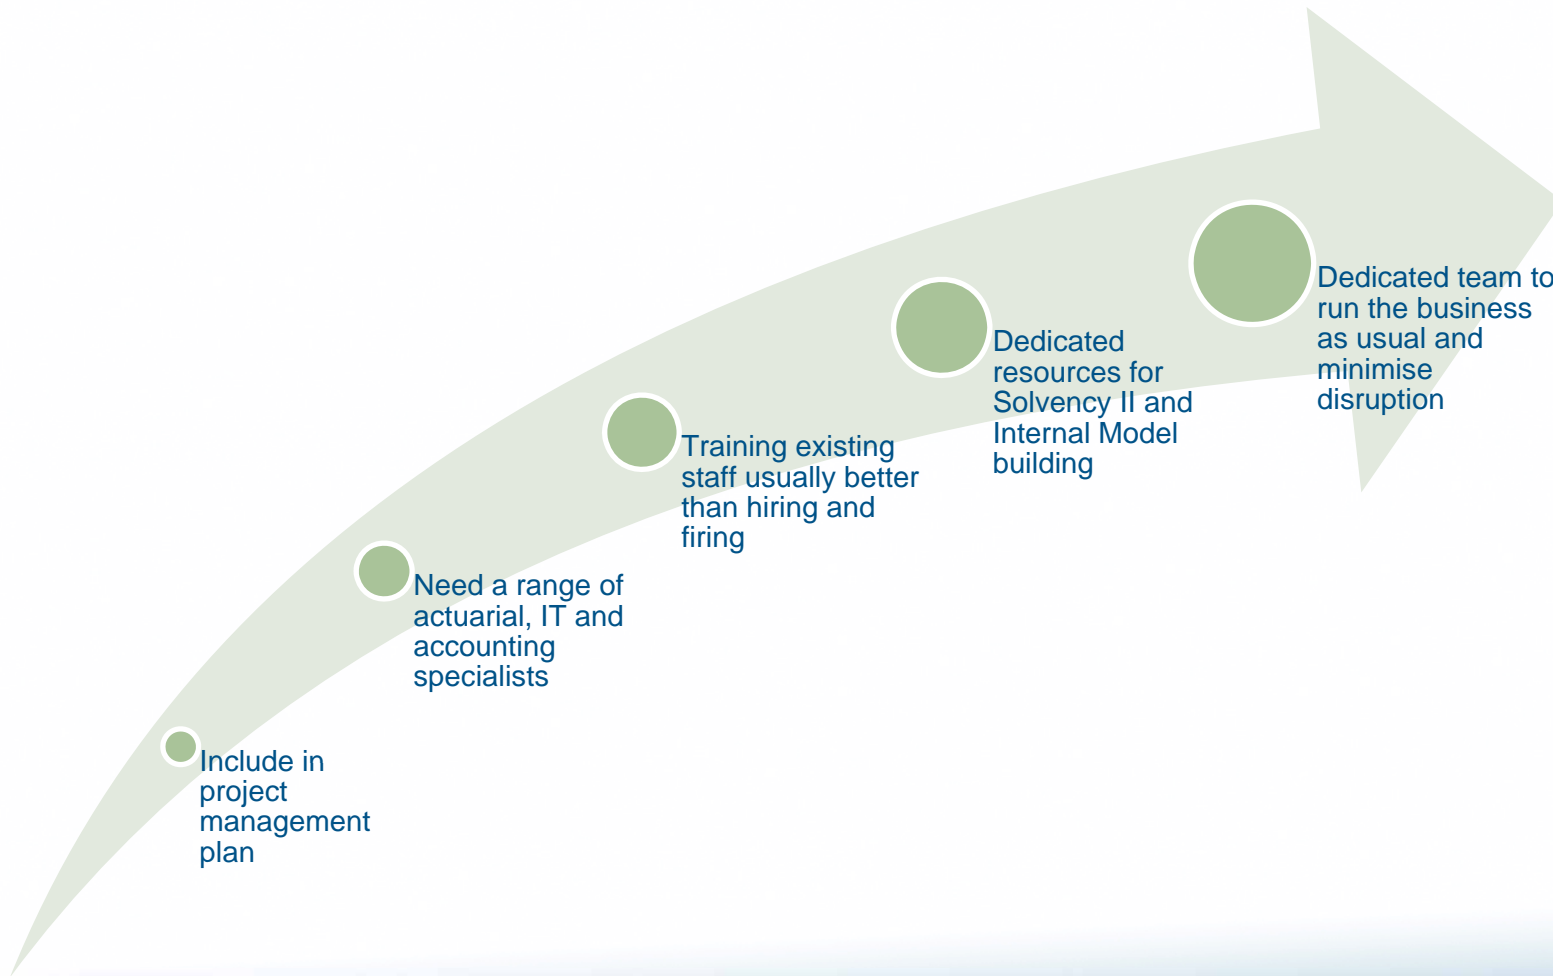 Include in
project
management
plan
Need a range of
actuarial, IT and
accounting
specialists
Training existing
staff usually better
than hiring and
firing
Dedicated
resources for
Solvency II and
Internal Model
building
Dedicated team to
run the business
as usual and
minimise
disruption